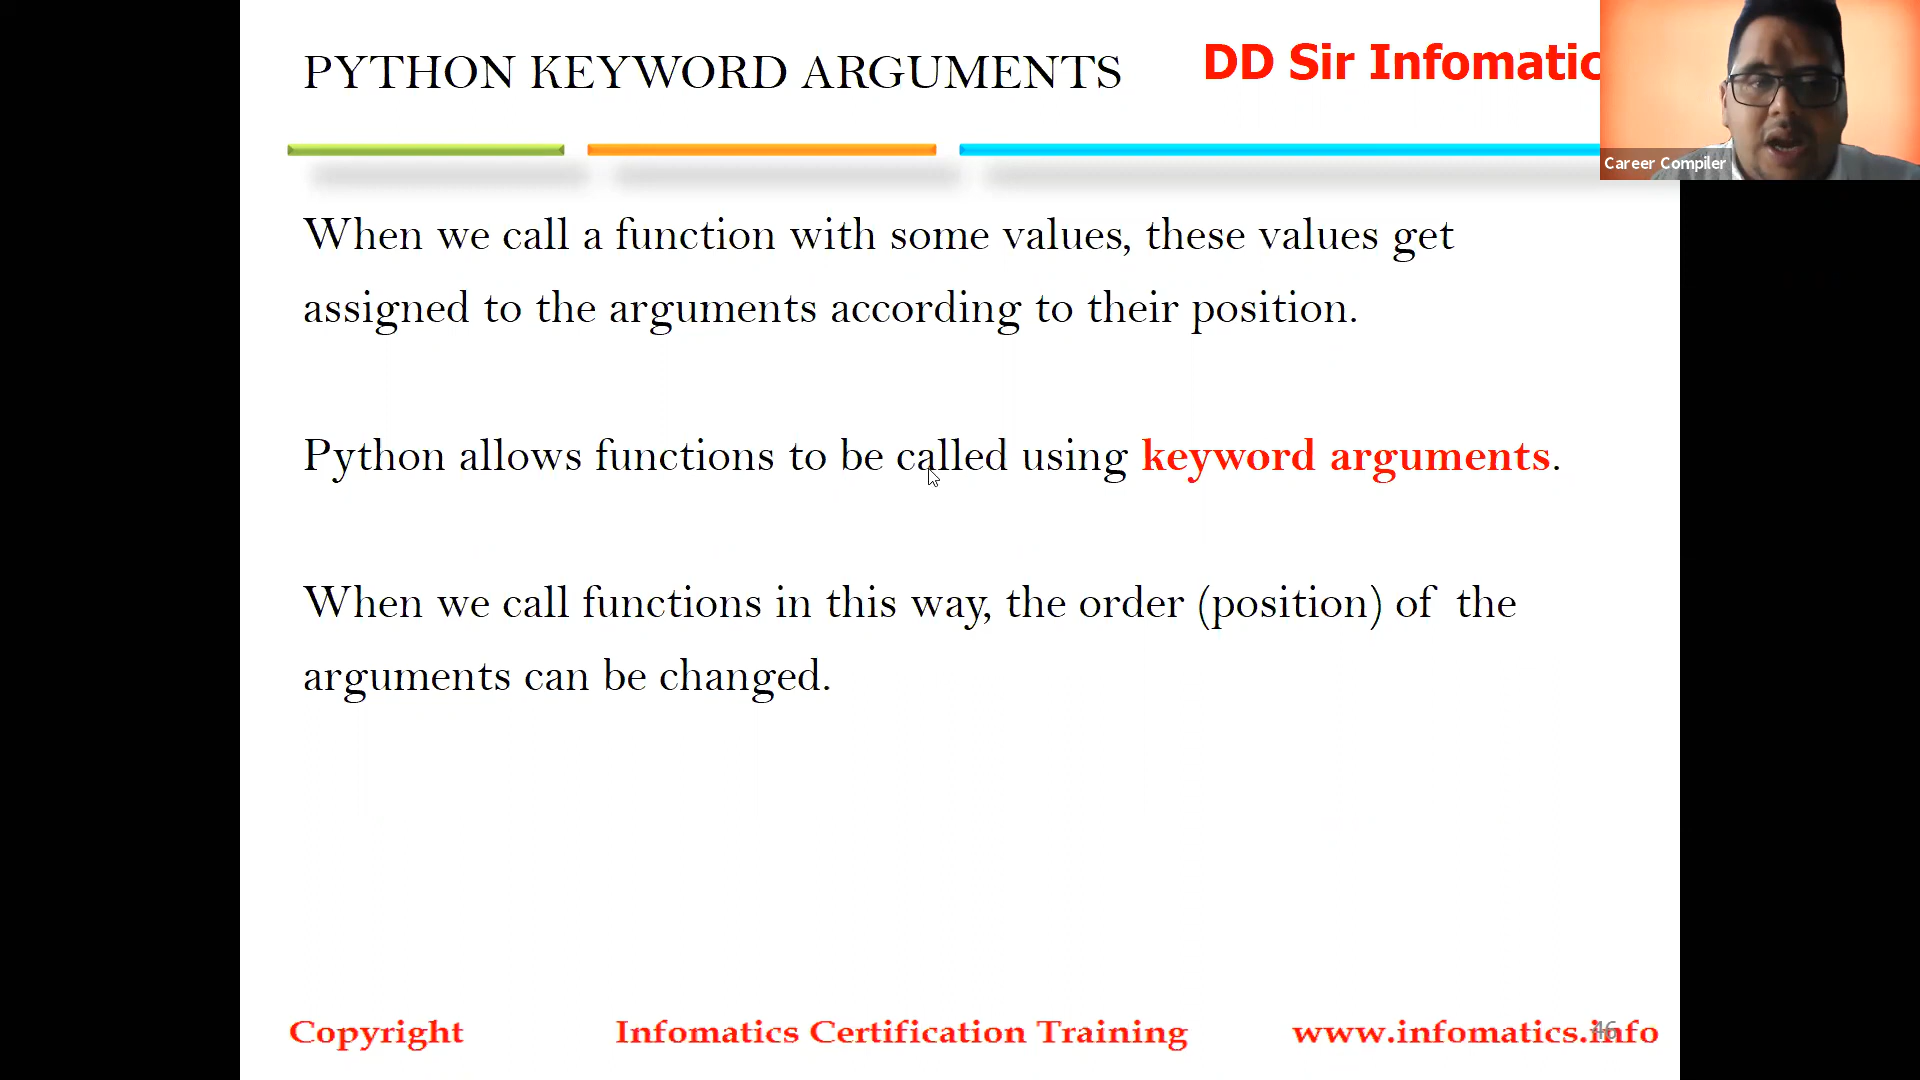 PYTHON KEYWORD ARGUMENTS
DD Sir Infomatic
Career Compiler
When we call a function with some values, these values get
assigned to the arguments according to their position.
Python allows functions to be called using keyword arguments.
When we call functions in this way, the order (position) of the
arguments can be changed.
Copyright
Infomatics Certification Training
www.infomatics.info
46